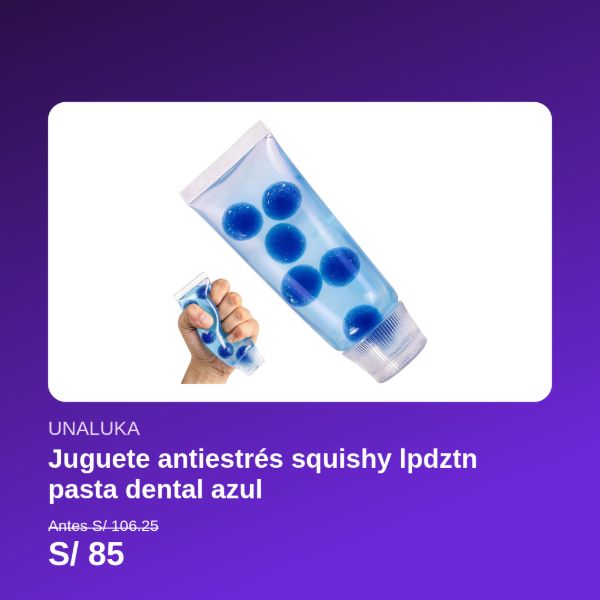 UNALUKA
Juguete antiestrés squishy lpdztn
pasta dental azul
Antes S/ 106.25
S/ 85